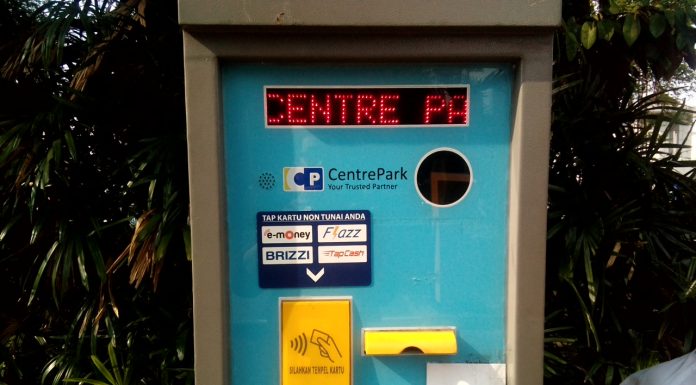 CENTRE PA
CP CentrePark
Your Trusted Partner
TAP KARTU NON TUNAI ANDA
e-money Flazz
BRIZZI TapCash
SILAHKAN TEMPEL KARTU